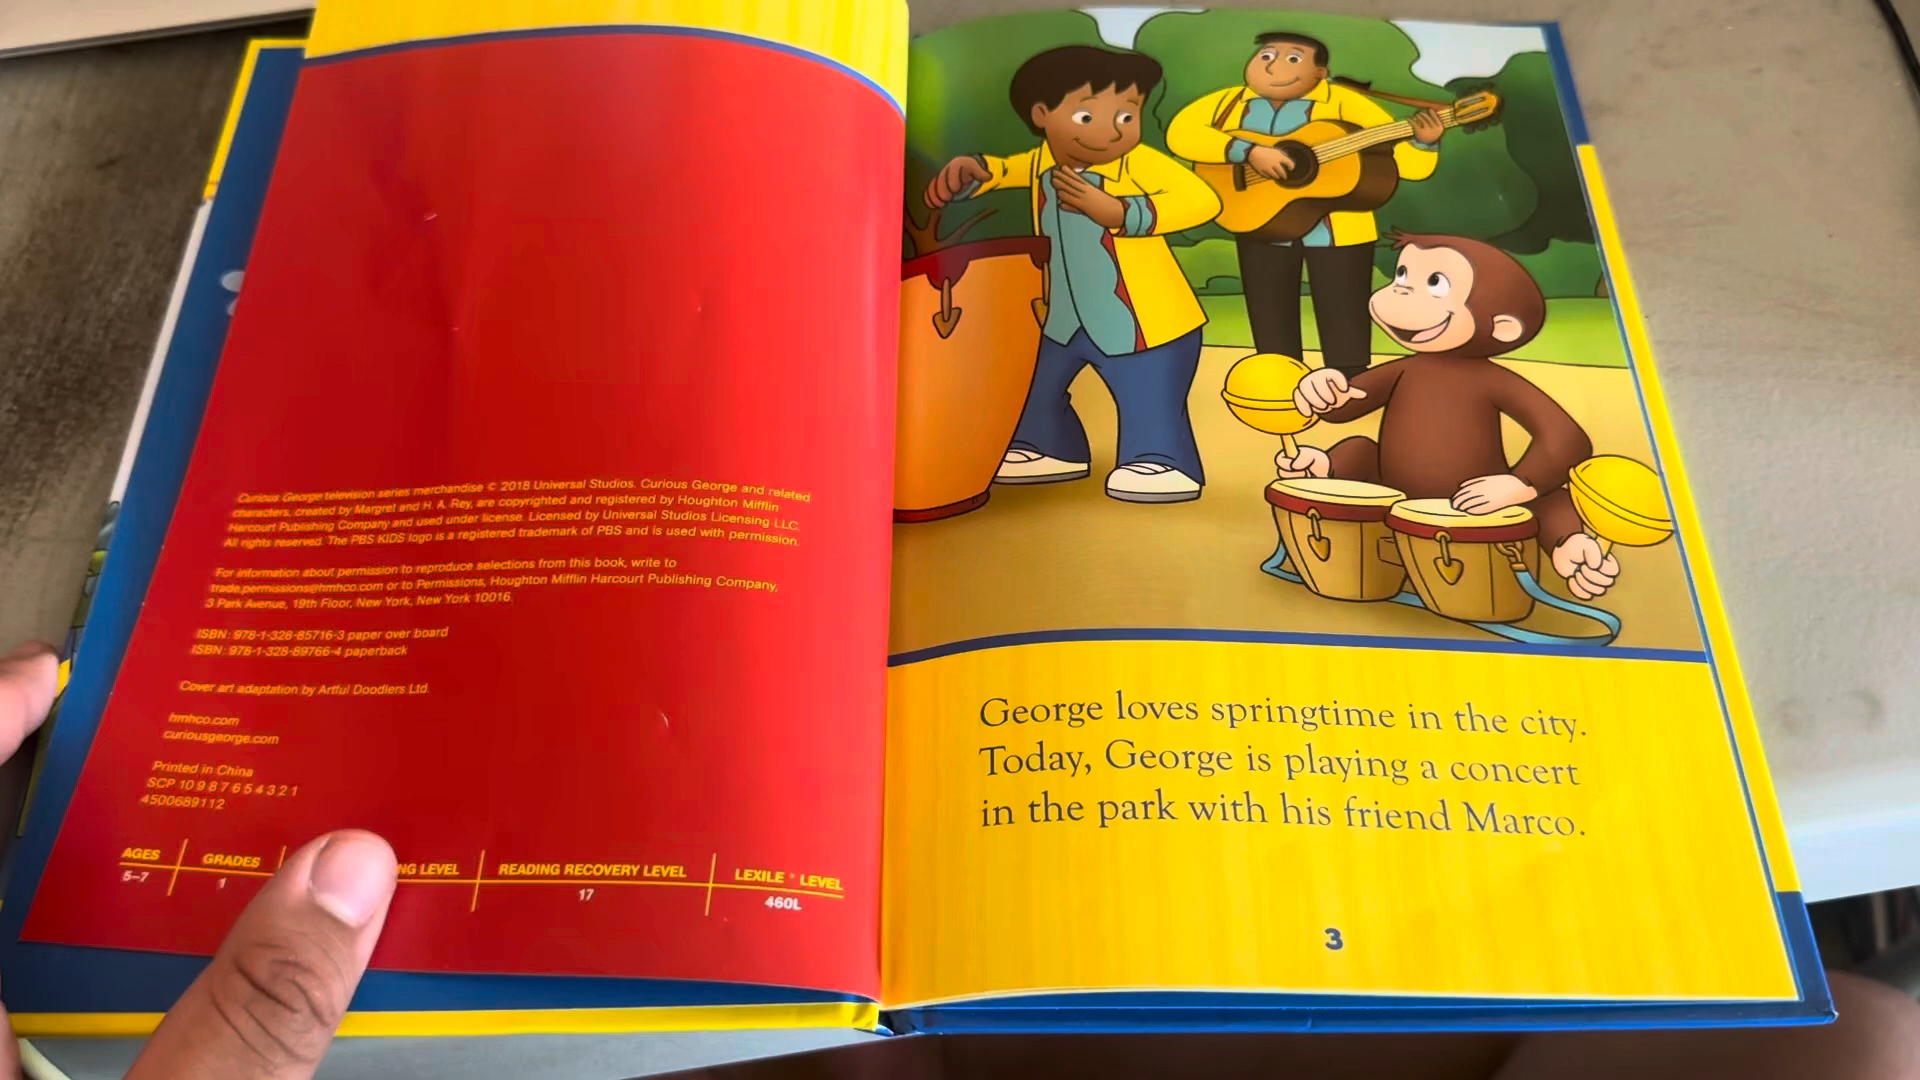 Curious George television series merchandise © 2018 Universal Studios. Curious George and related
characters, created by Margret and H. A. Rey, are copyrighted and registered by Houghton Mifflin
Harcourt Publishing Company and used under license. Licensed by Universal Studios Licensing LLC.
All rights reserved. The PBS KIDS logo is a registered trademark of PBS and is used with permission.
For information about permission to reproduce selections from this book, write to
trade.permissions@hmhco.com or to Permissions, Houghton Mifflin Harcourt Publishing Company,
3 Park Avenue, 19th Floor, New York, New York 10016.
ISBN: 978-1-328-85716-3 paper over board
ISBN: 978-1-328-89766-4 paperback
Cover art adaptation by Artful Doodlers Ltd.
hmhco.com
curiousgeorge.com
Printed in China
SCP 10 9 8 7 6 5 4 3 2 1
4500689112
AGES GRADES LEVEL READING RECOVERY LEVEL LEXILE ® LEVEL
5–7 1 17 460L
George loves springtime in the city.
Today, George is playing a concert
in the park with his friend Marco.
3